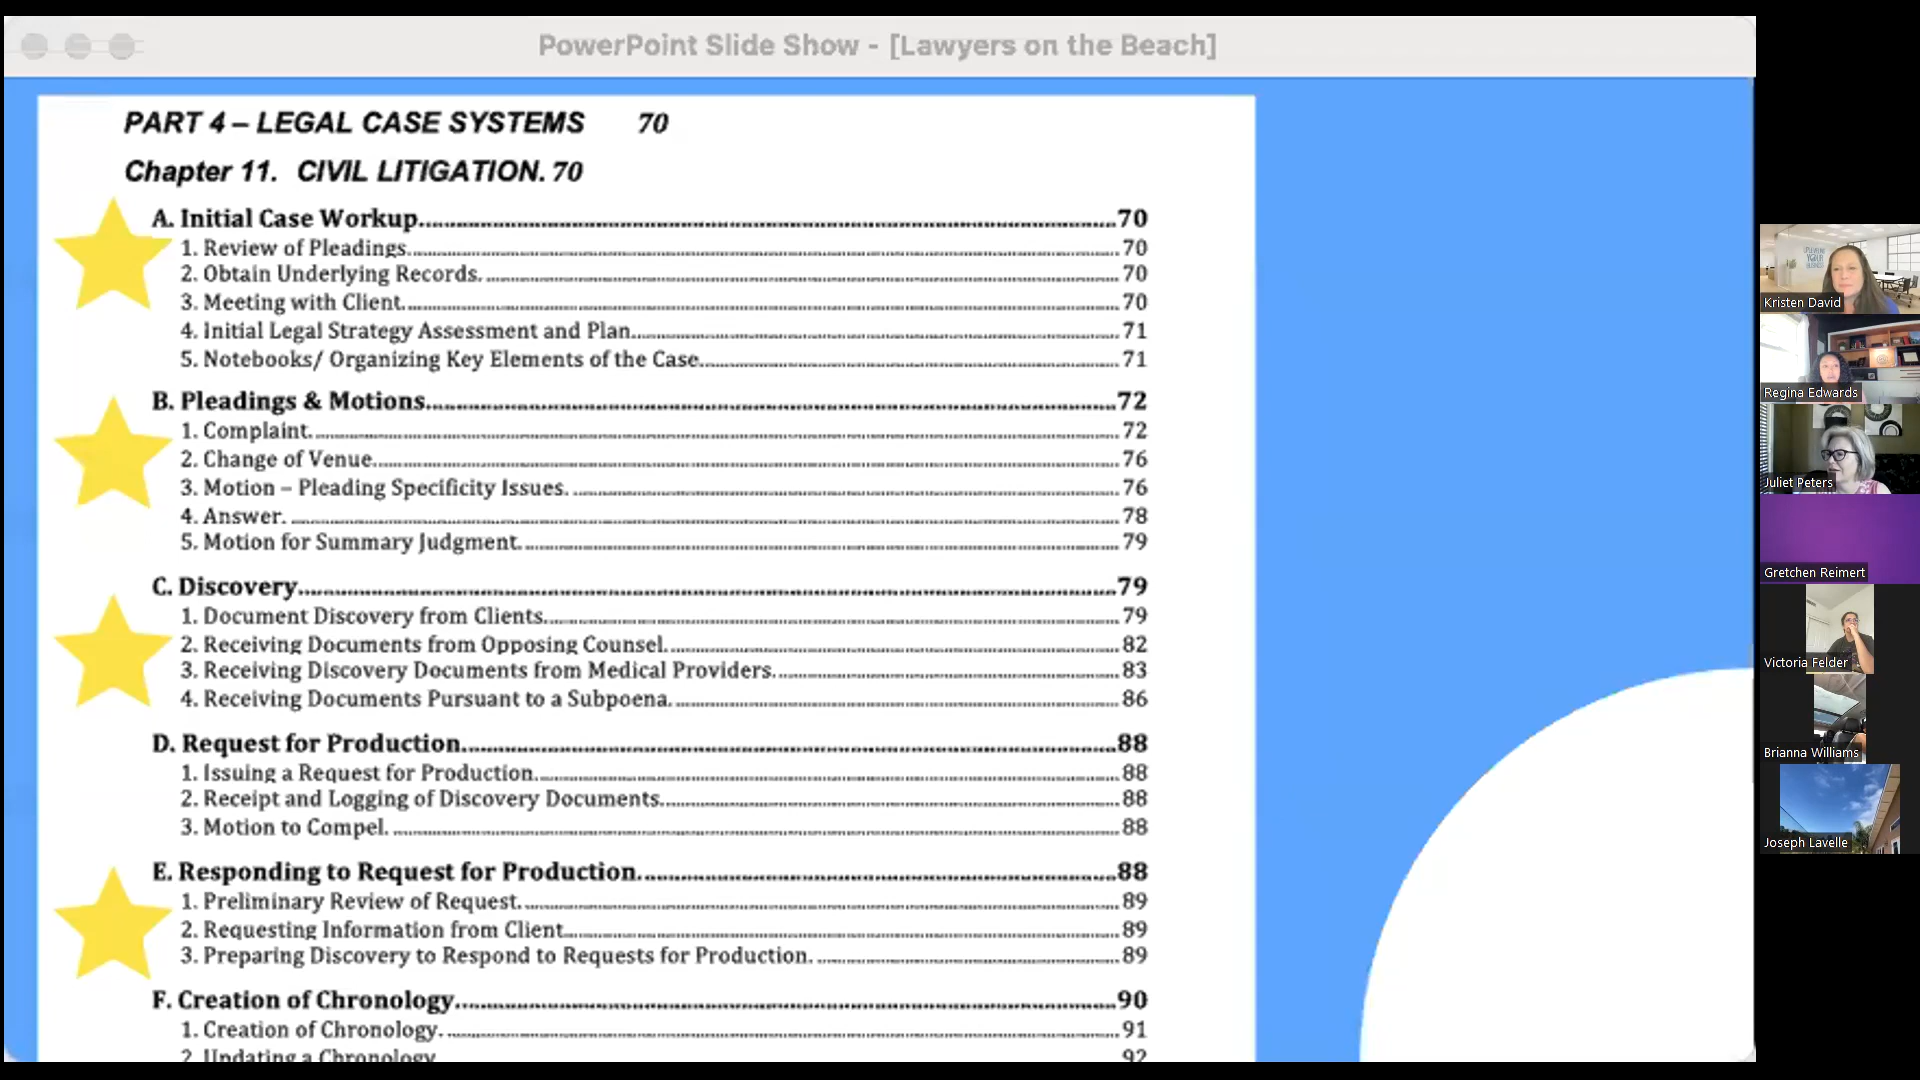 PowerPoint Slide Show - [Lawyers on the Beach]
PART 4 – LEGAL CASE SYSTEMS 70
Chapter 11. CIVIL LITIGATION. 70
A. Initial Case Workup. 70
1. Review of Pleadings. 70
2. Obtain Underlying Records. 70
3. Meeting with Client. 70
4. Initial Legal Strategy Assessment and Plan. 71
5. Notebooks/ Organizing Key Elements of the Case. 71
B. Pleadings & Motions. 72
1. Complaint. 72
2. Change of Venue. 76
3. Motion – Pleading Specificity Issues. 76
4. Answer. 78
5. Motion for Summary Judgment. 79
C. Discovery. 79
1. Document Discovery from Clients. 79
2. Receiving Documents from Opposing Counsel. 82
3. Receiving Discovery Documents from Medical Providers. 83
4. Receiving Documents Pursuant to a Subpoena. 86
D. Request for Production. 88
1. Issuing a Request for Production. 88
2. Receipt and Logging of Discovery Documents. 88
3. Motion to Compel. 88
E. Responding to Request for Production. 88
1. Preliminary Review of Request. 89
2. Requesting Information from Client. 89
3. Preparing Discovery to Respond to Requests for Production. 89
F. Creation of Chronology. 90
1. Creation of Chronology. 91
2. Updating a Chronology 92
Kristen David
Regina Edwards
Juliet Peters
Gretchen Reimert
Victoria Felder
Brianna Williams
Joseph Lavelle